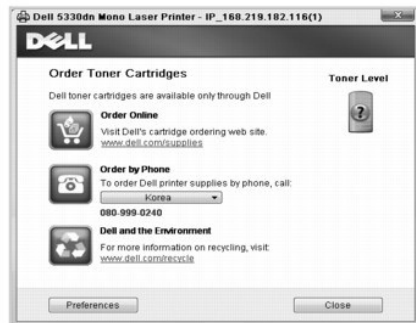 Dell 5330dn Mono Laser Printer - IP_168.219.182.116(1)
DELL
Order Toner Cartridges
Toner Level
Dell toner cartridges are available only through Dell
?
Order Online
Visit Dell's cartridge ordering web site.
www.dell.com/supplies
Order by Phone
To order Dell printer supplies by phone, call:
Korea
080-999-0240
Dell and the Environment
For more information on recycling, visit:
www.dell.com/recycle
Preferences
Close